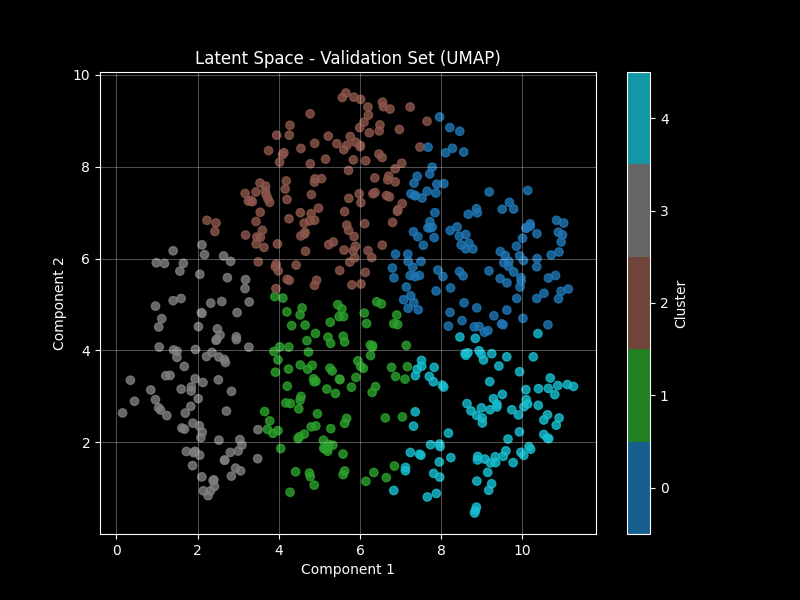 Latent Space - Validation Set (UMAP)
10
8
6
4
2
Component 2
0 2 4 6 8 10
Component 1
4
3
2
1
0
Cluster